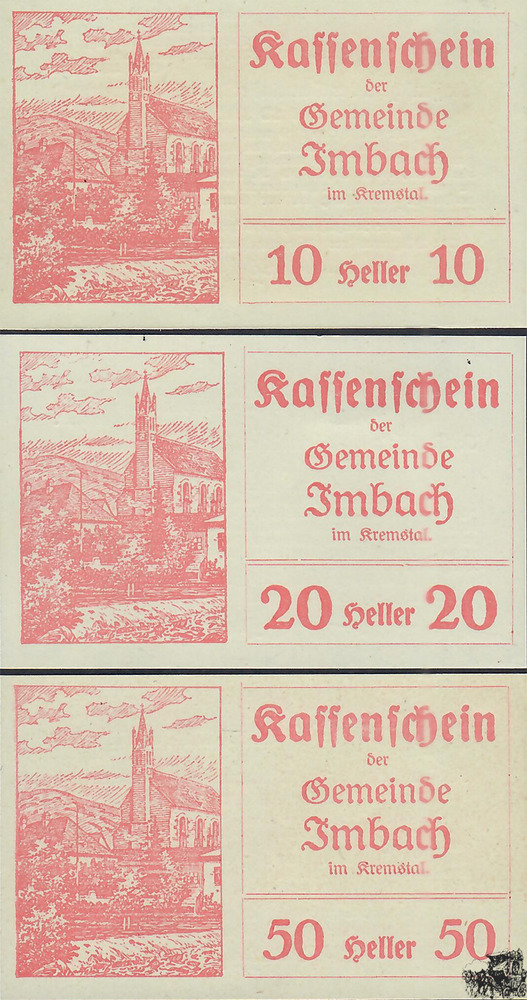 Kassenschein
der
Gemeinde
Imbach
im Kremstal.
10 Heller 10
Kassenschein
der
Gemeinde
Imbach
im Kremstal.
20 Heller 20
Kassenschein
der
Gemeinde
Imbach
im Kremstal.
50 Heller 50